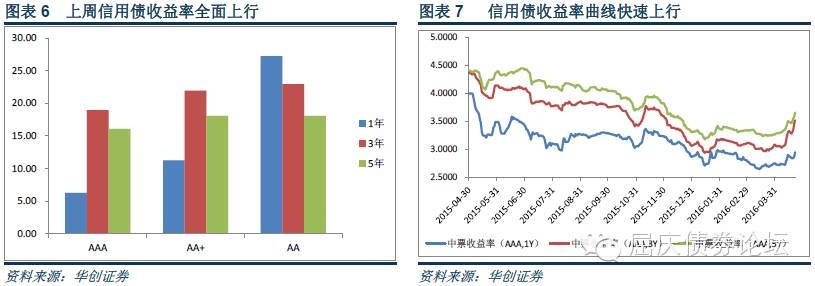 图表 6 上周信用债收益率全面上行
30.00
25.00
20.00
15.00
10.00
5.00
0.00
AAA
AA+
AA
1年
3年
5年
资料来源：华创证券
图表 7 信用债收益率曲线快速上行
5.0000
4.5000
4.0000
3.5000
3.0000
2.5000
2015-04-30
2015-05-31
2015-06-30
2015-07-31
2015-08-31
2015-09-30
2015-10-31
2015-11-30
2015-12-31
2016-01-31
2016-02-29
2016-03-31
中票收益率（AAA,1Y）
中票收益率（AAA,3Y）
中票收益率（AAA,5Y）
屈庆债券论坛
资料来源：华创证券